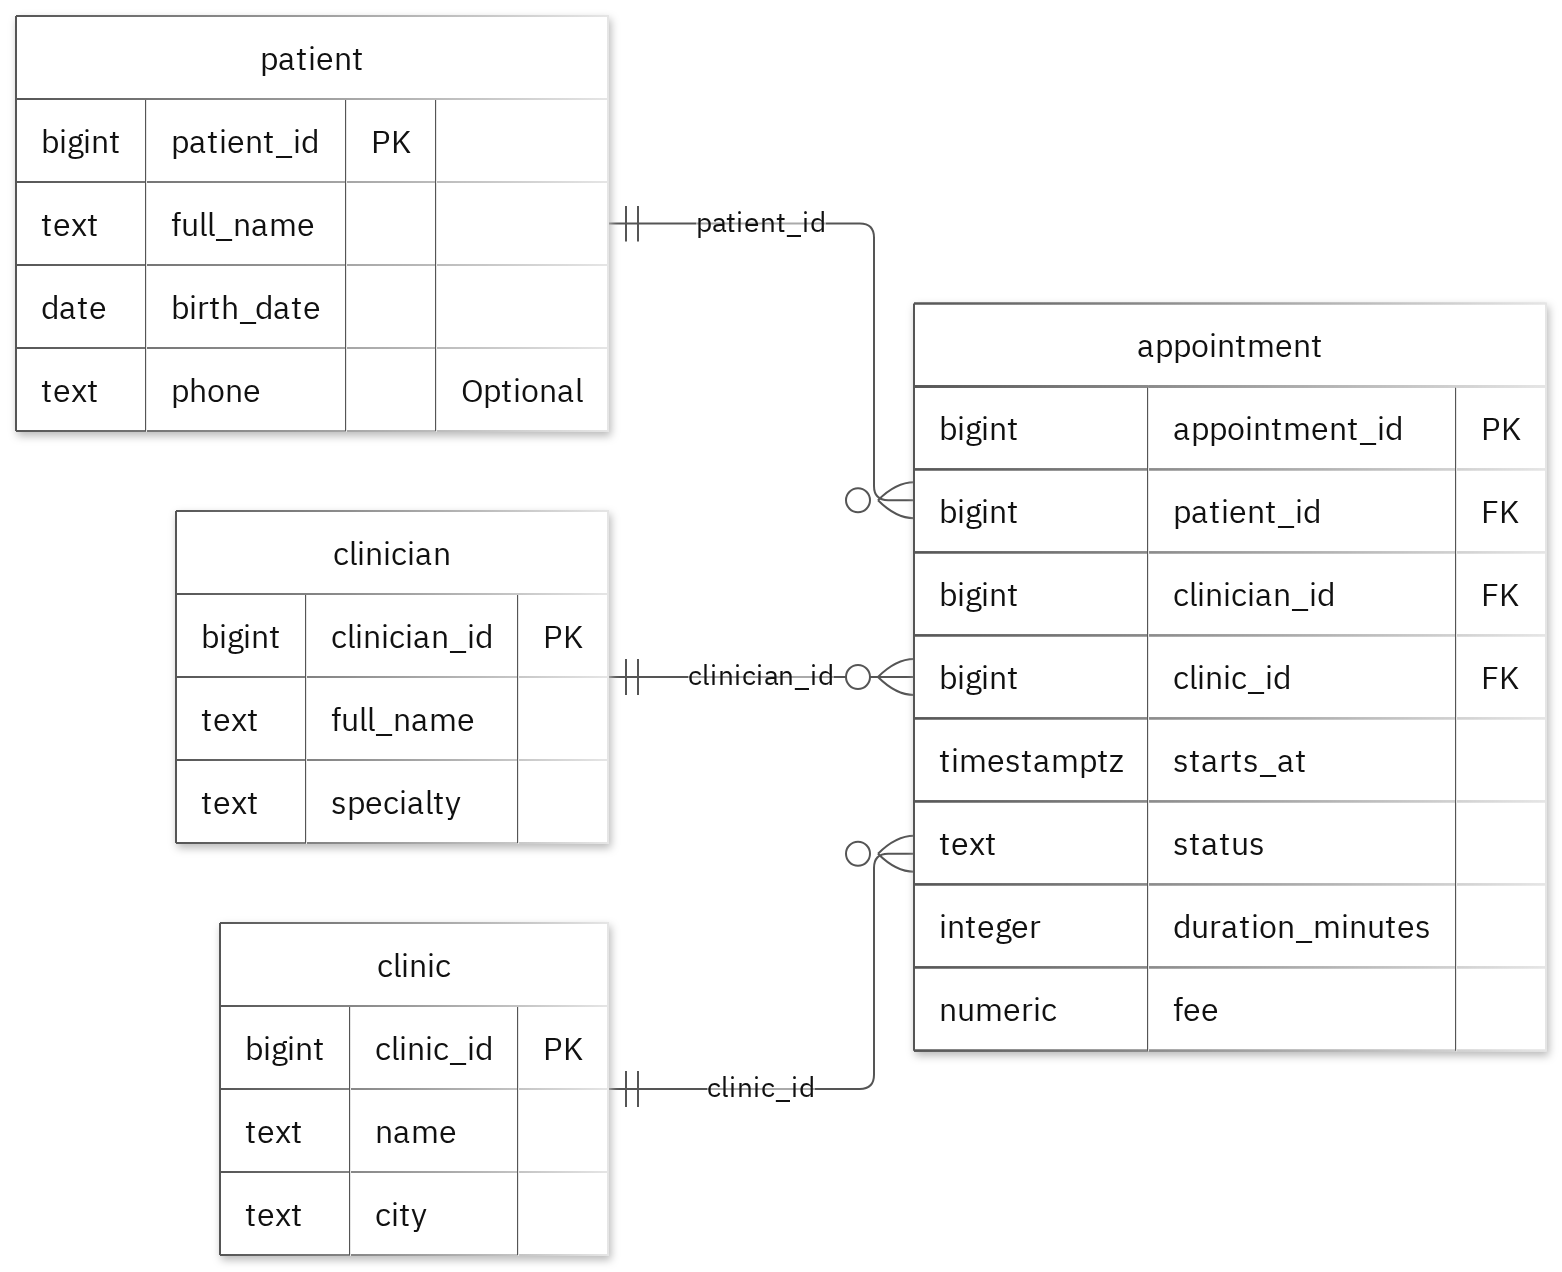 patient
bigint patient_id PK
text full_name
date birth_date
text phone Optional
patient_id
clinician
bigint clinician_id PK
text full_name
text specialty
clinician_id
clinic
bigint clinic_id PK
text name
text city
clinic_id
appointment
bigint appointment_id PK
bigint patient_id FK
bigint clinician_id FK
bigint clinic_id FK
timestamptz starts_at
text status
integer duration_minutes
numeric fee